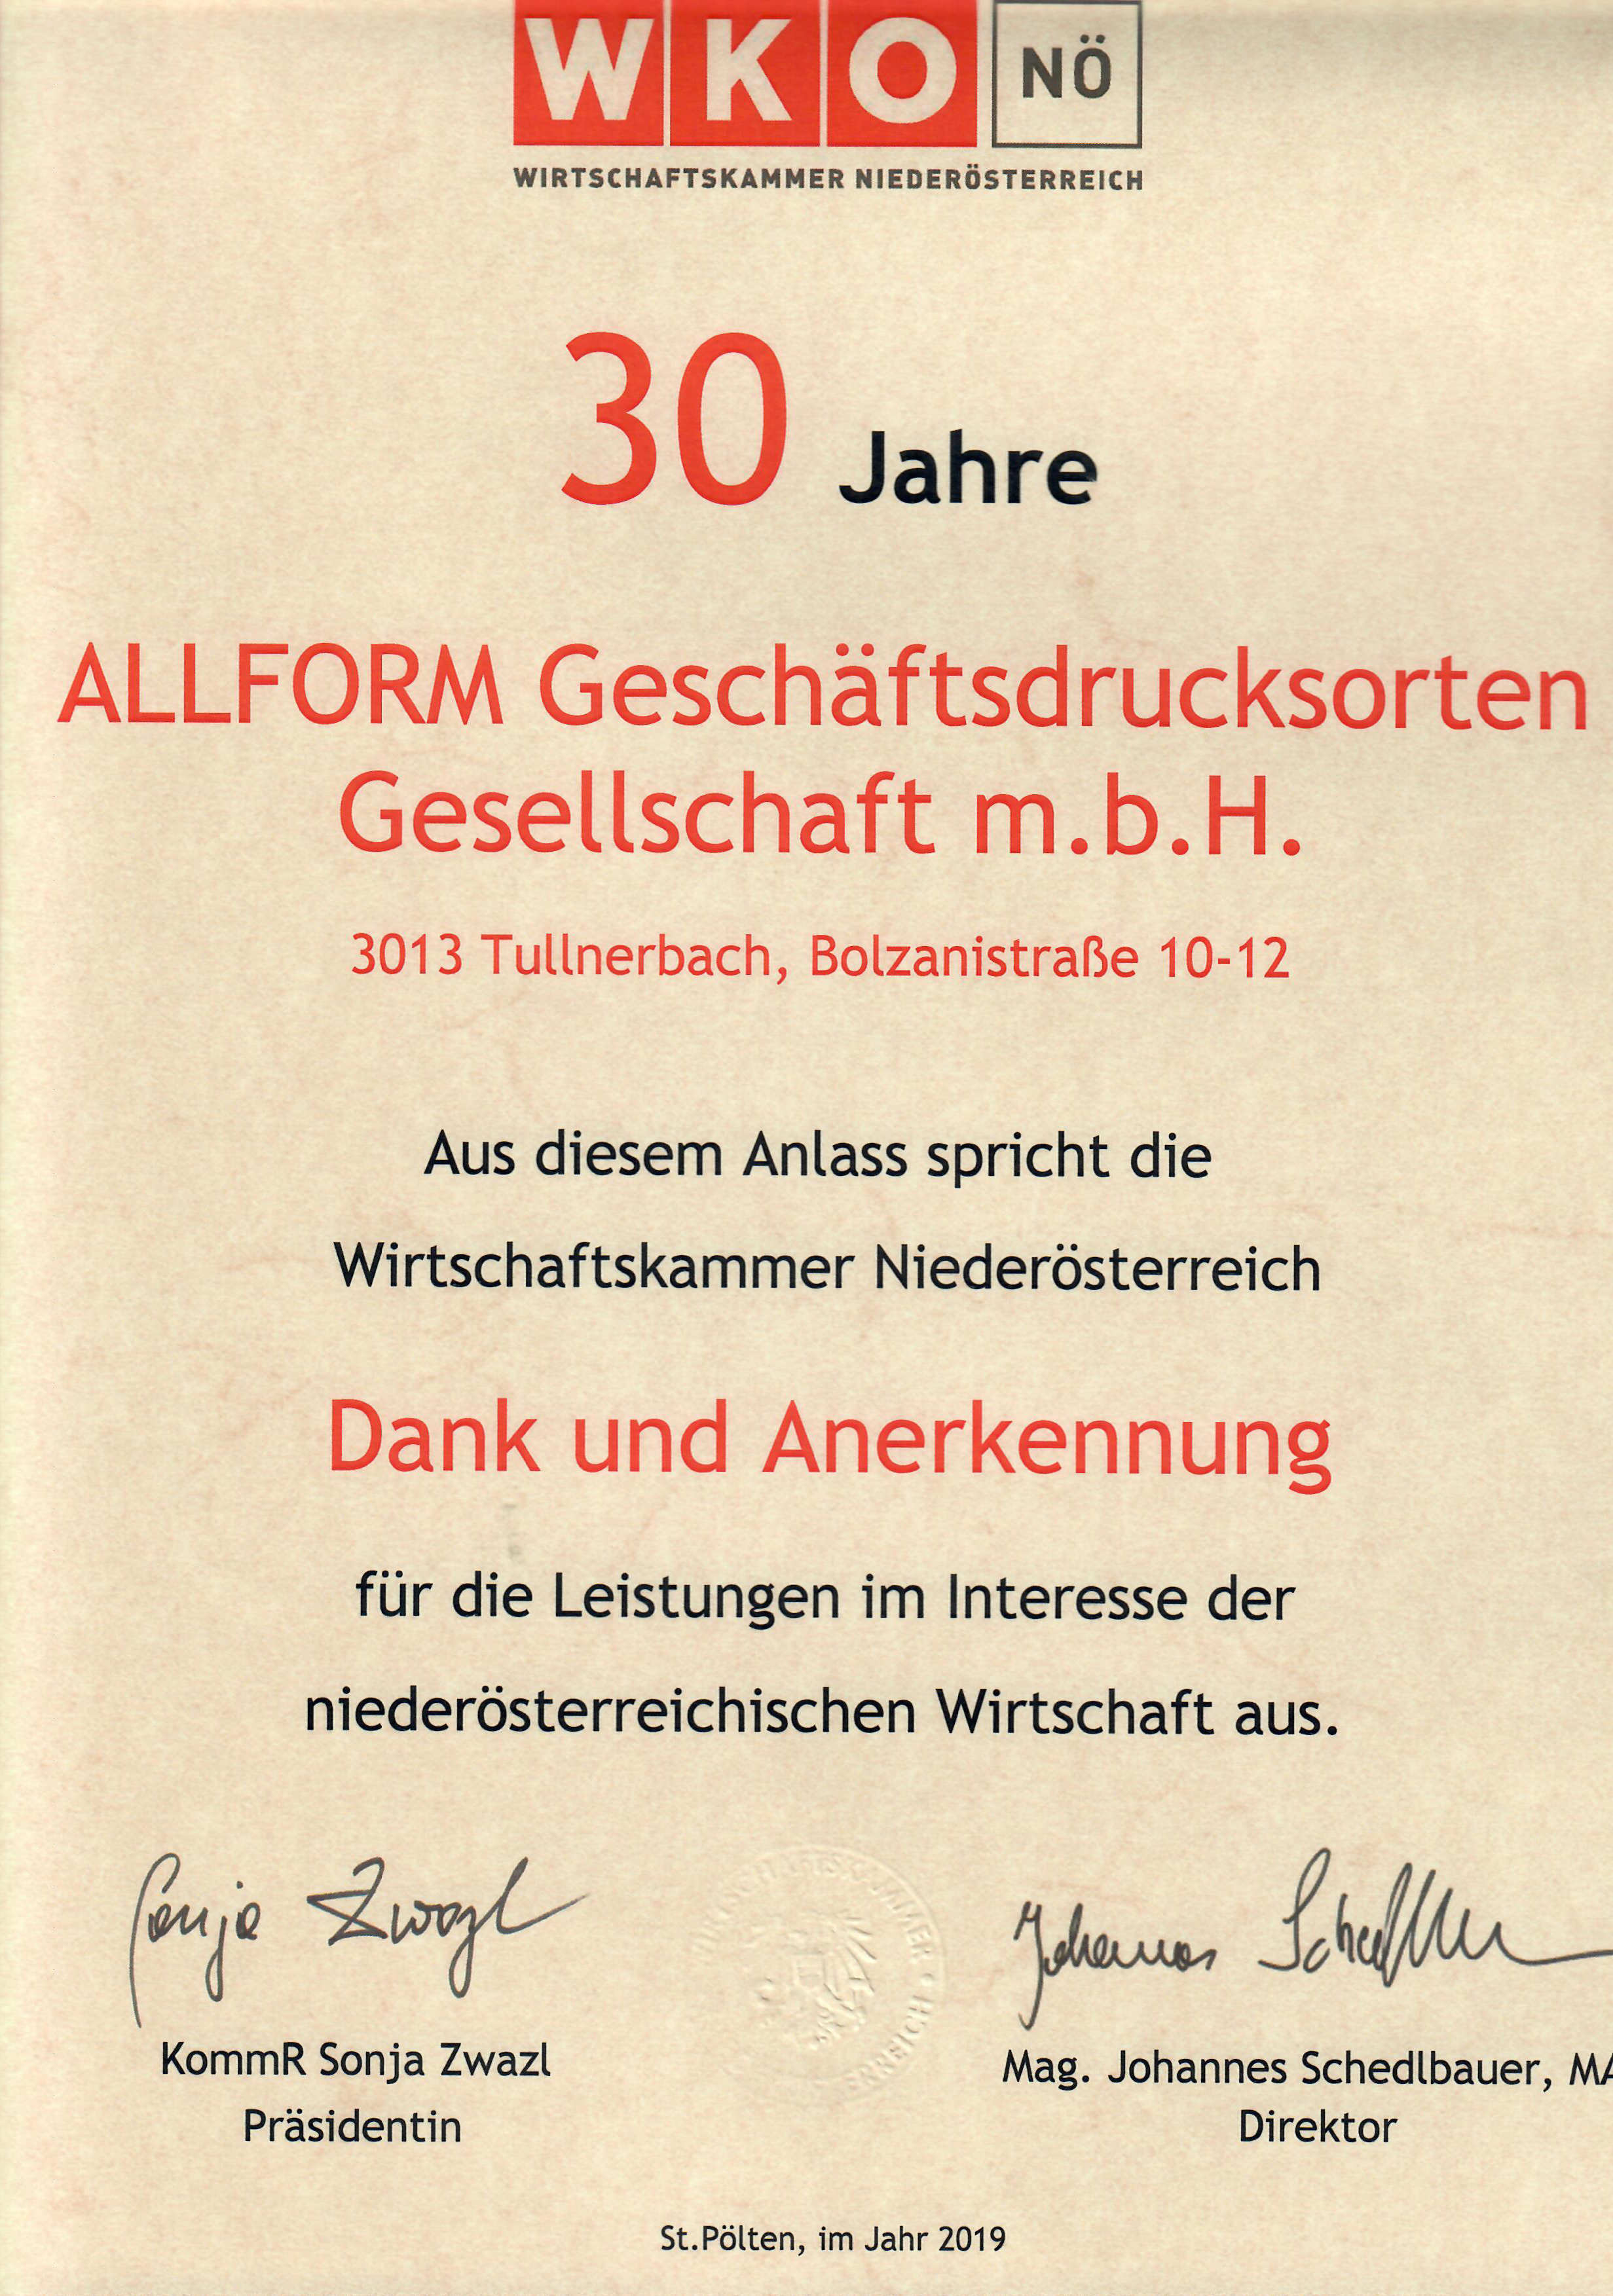 WKO NÖ
WIRTSCHAFTSKAMMER NIEDERÖSTERREICH
30 Jahre
ALLFORM Geschäftsdrucksorten
Gesellschaft m.b.H.
3013 Tullnerbach, Bolzanistraße 10-12
Aus diesem Anlass spricht die
Wirtschaftskammer Niederösterreich
Dank und Anerkennung
für die Leistungen im Interesse der
niederösterreichischen Wirtschaft aus.
Sonja Zwazl
Johannes Schedlbauer
KommR Sonja Zwazl
Präsidentin
Mag. Johannes Schedlbauer, MA
Direktor
St.Pölten, im Jahr 2019